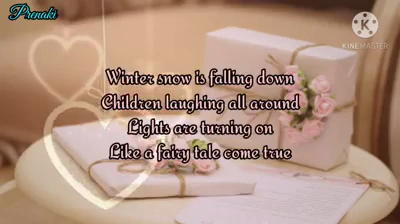 Prenaki
KINEMASTER
Winter snow is falling down
Children laughing all around
Lights are turning on
Like a fairy tale come true